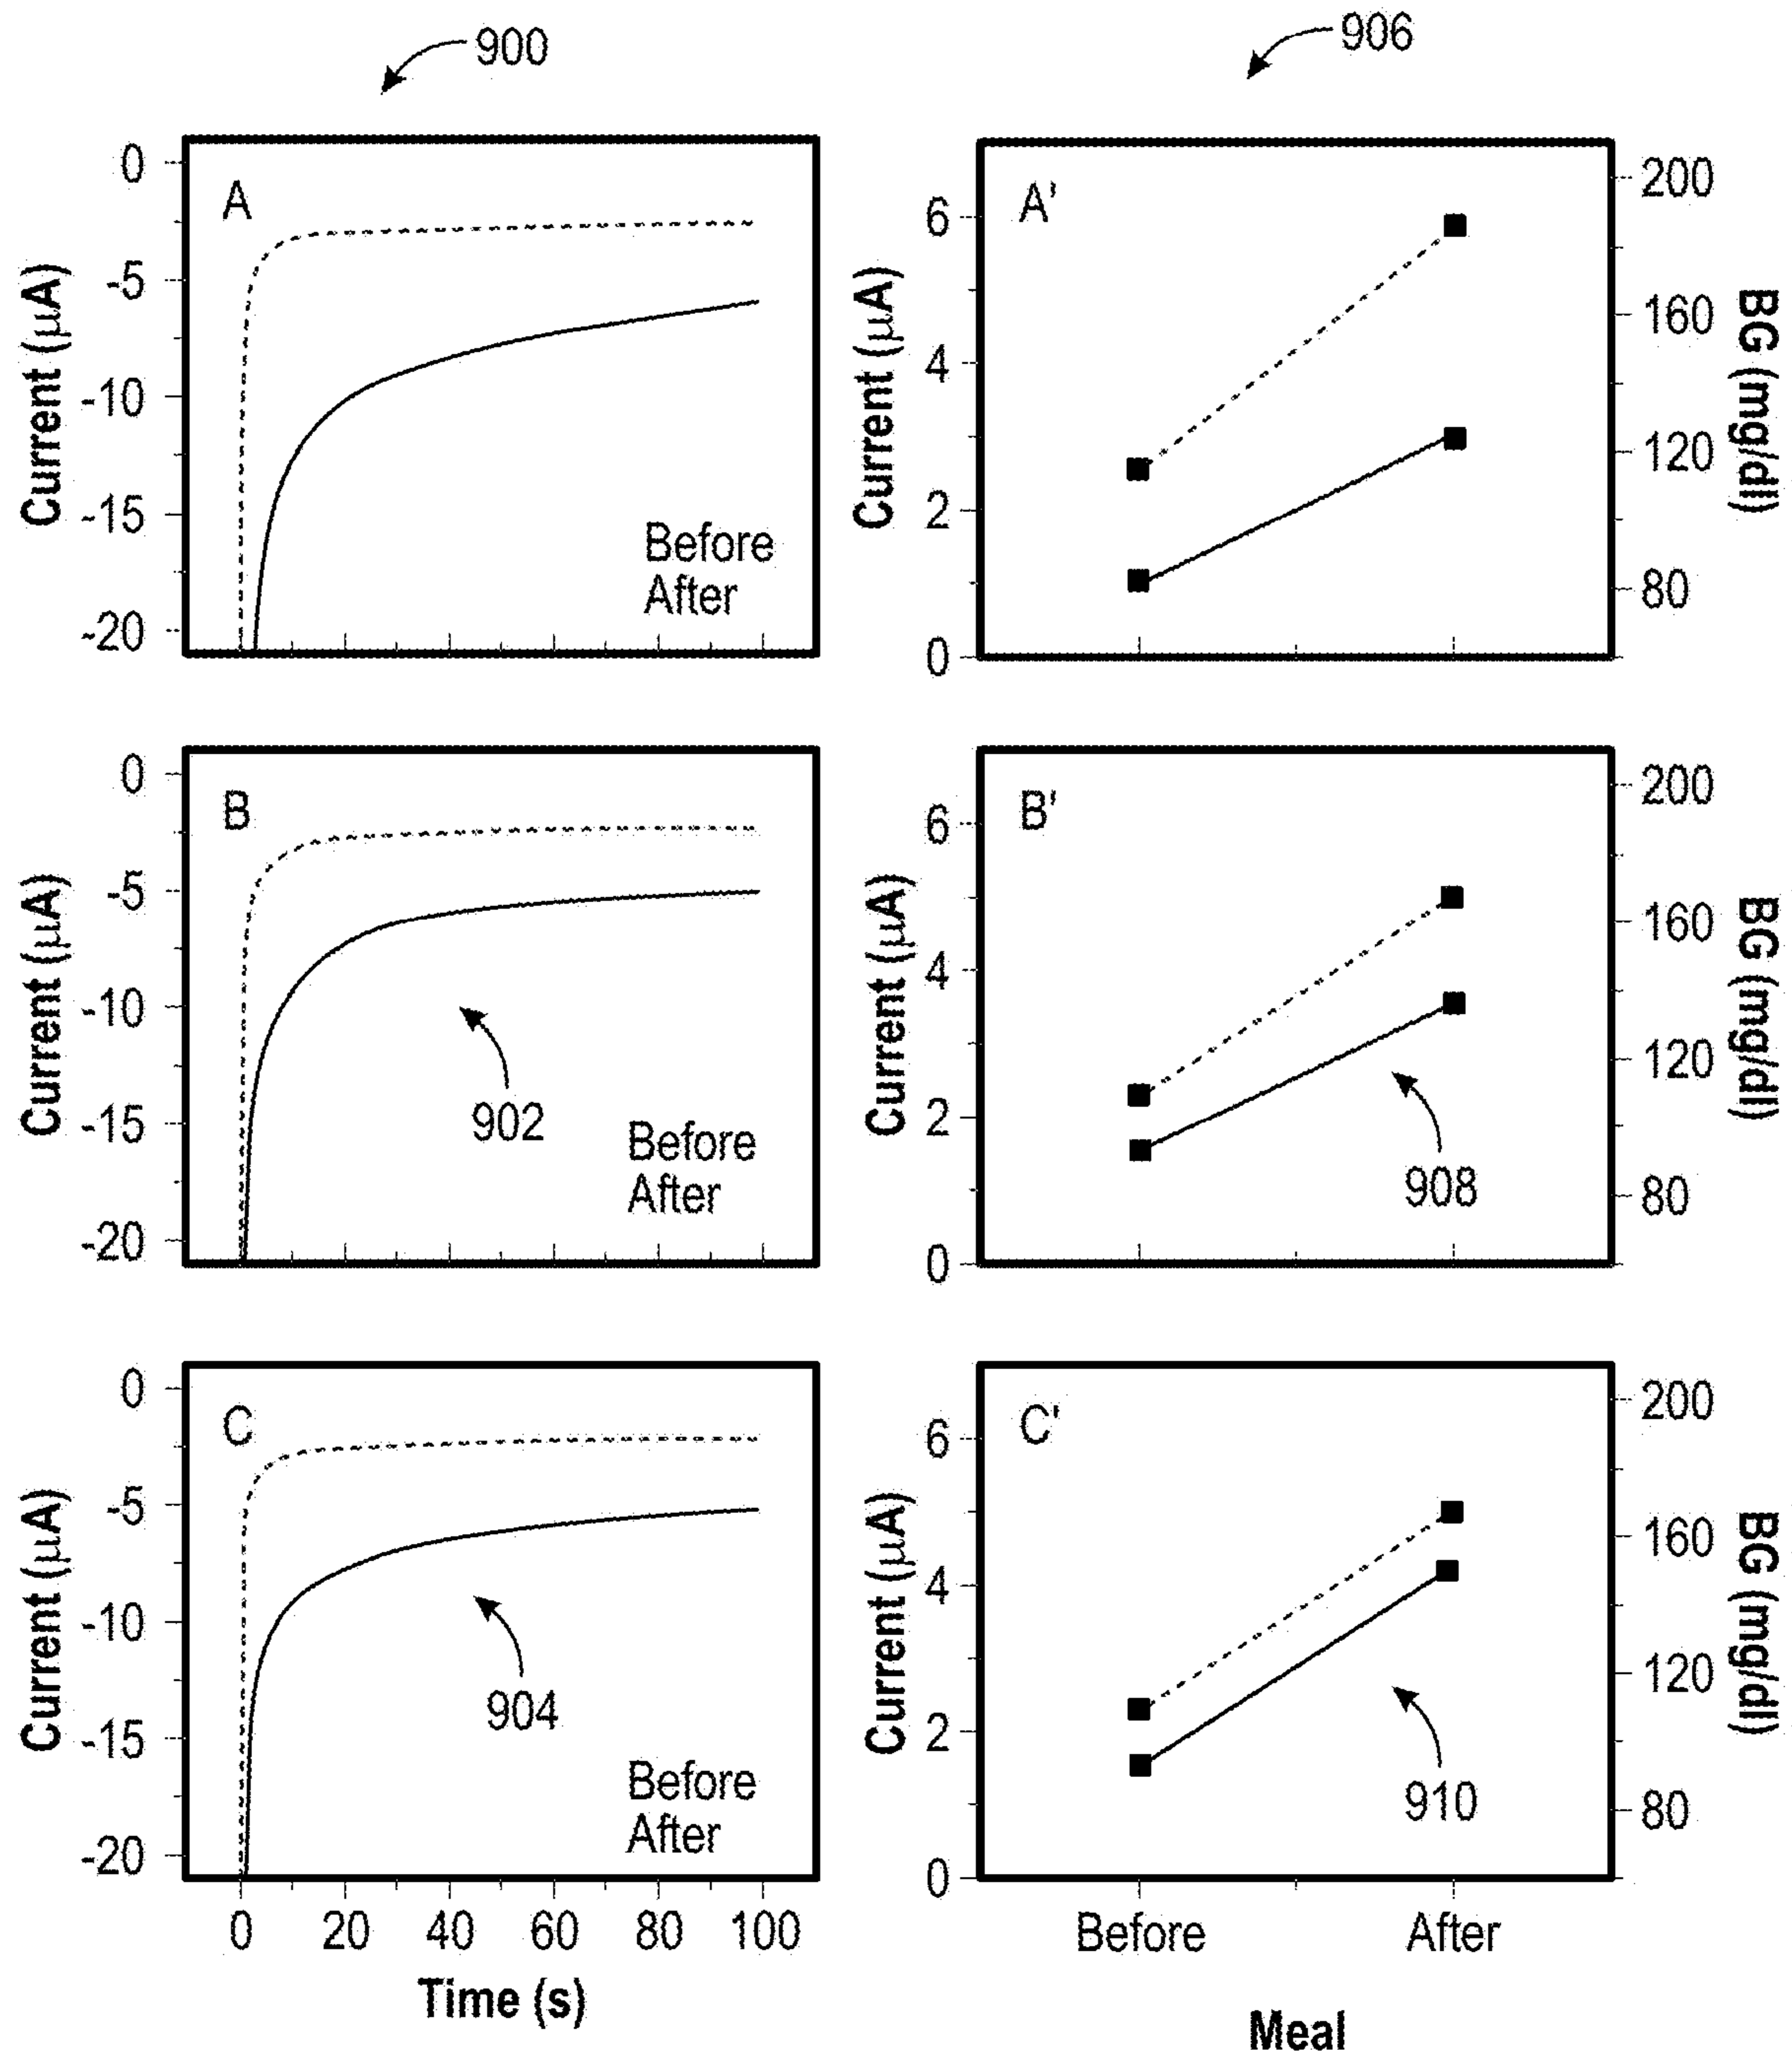 900
906
A
0
-5
-10
-15
-20
Current (μA)
Before
After
A'
6
4
2
0
Current (μA)
200
160
120
80
BG (mg/dl)
B
0
-5
-10
-15
-20
Current (μA)
902
Before
After
B'
6
4
2
0
Current (μA)
908
200
160
120
80
BG (mg/dl)
C
0
-5
-10
-15
-20
Current (μA)
904
Before
After
0 20 40 60 80 100
Time (s)
C'
6
4
2
0
Current (μA)
910
200
160
120
80
BG (mg/dl)
Before After
Meal